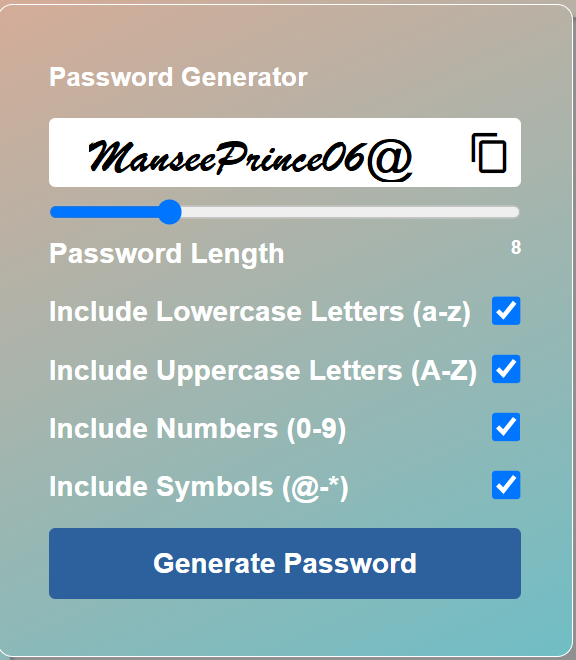 Password Generator
ManseePrince06@
Password Length 8
Include Lowercase Letters (a-z)
Include Uppercase Letters (A-Z)
Include Numbers (0-9)
Include Symbols (@-*)
Generate Password